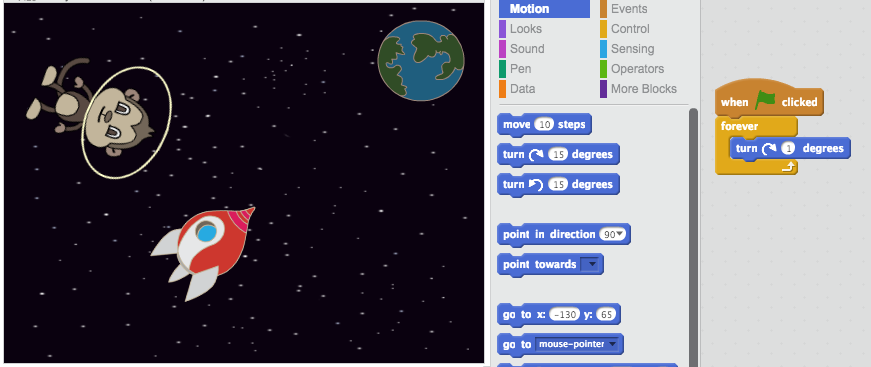 Motion Events
Looks Control
Sound Sensing
Pen Operators
Data More Blocks
move 10 steps
turn 15 degrees
turn 15 degrees
point in direction 90
point towards
go to x: -130 y: 65
go to mouse-pointer
when clicked
forever
turn 1 degrees